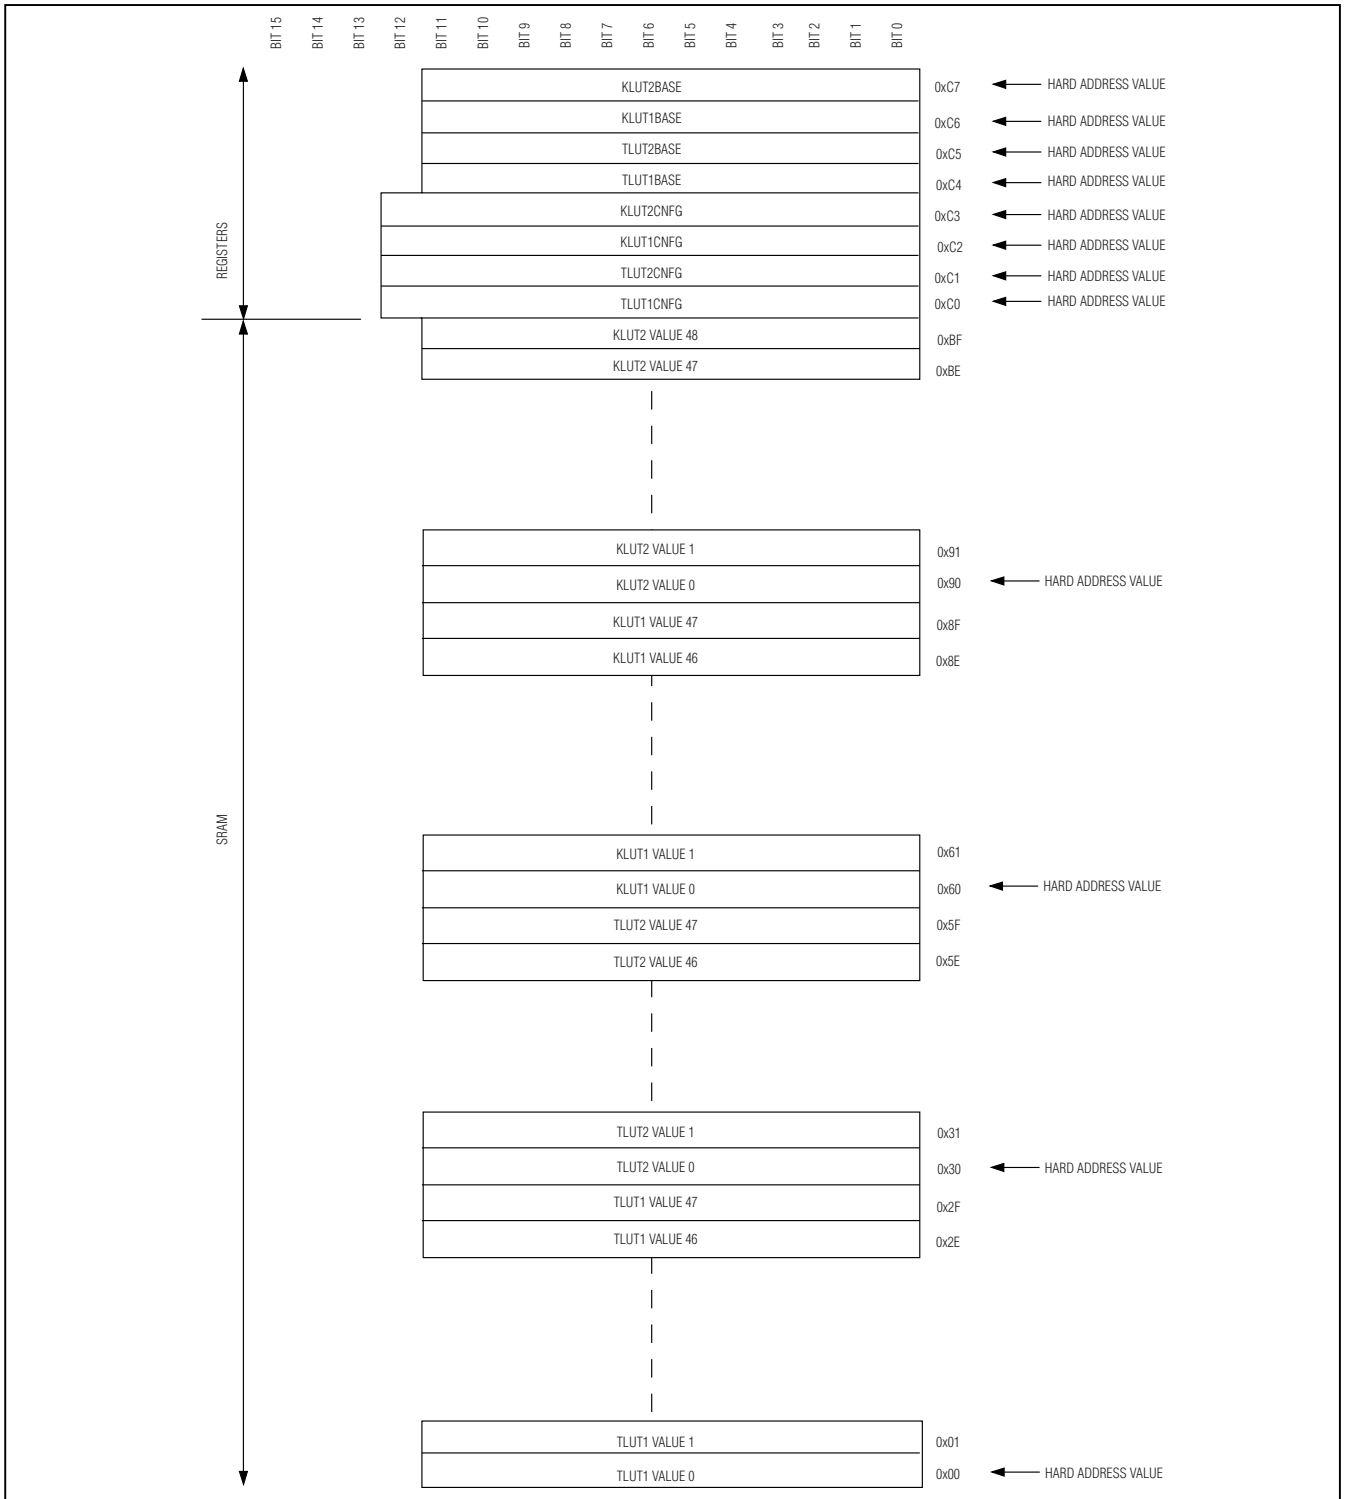 BIT 15 BIT 14 BIT 13 BIT 12 BIT 11 BIT 10 BIT 9 BIT 8 BIT 7 BIT 6 BIT 5 BIT 4 BIT 3 BIT 2 BIT 1 BIT 0
KLUT2BASE 0xC7 HARD ADDRESS VALUE
KLUT1BASE 0xC6 HARD ADDRESS VALUE
TLUT2BASE 0xC5 HARD ADDRESS VALUE
TLUT1BASE 0xC4 HARD ADDRESS VALUE
KLUT2CNFG 0xC3 HARD ADDRESS VALUE
KLUT1CNFG 0xC2 HARD ADDRESS VALUE
TLUT2CNFG 0xC1 HARD ADDRESS VALUE
TLUT1CNFG 0xC0 HARD ADDRESS VALUE
REGISTERS
KLUT2 VALUE 48 0xBF
KLUT2 VALUE 47 0xBE
KLUT2 VALUE 1 0x91
KLUT2 VALUE 0 0x90 HARD ADDRESS VALUE
KLUT1 VALUE 47 0x8F
KLUT1 VALUE 46 0x8E
SRAM
KLUT1 VALUE 1 0x61
KLUT1 VALUE 0 0x60 HARD ADDRESS VALUE
TLUT2 VALUE 47 0x5F
TLUT2 VALUE 46 0x5E
TLUT2 VALUE 1 0x31
TLUT2 VALUE 0 0x30 HARD ADDRESS VALUE
TLUT1 VALUE 47 0x2F
TLUT1 VALUE 46 0x2E
TLUT1 VALUE 1 0x01
TLUT1 VALUE 0 0x00 HARD ADDRESS VALUE